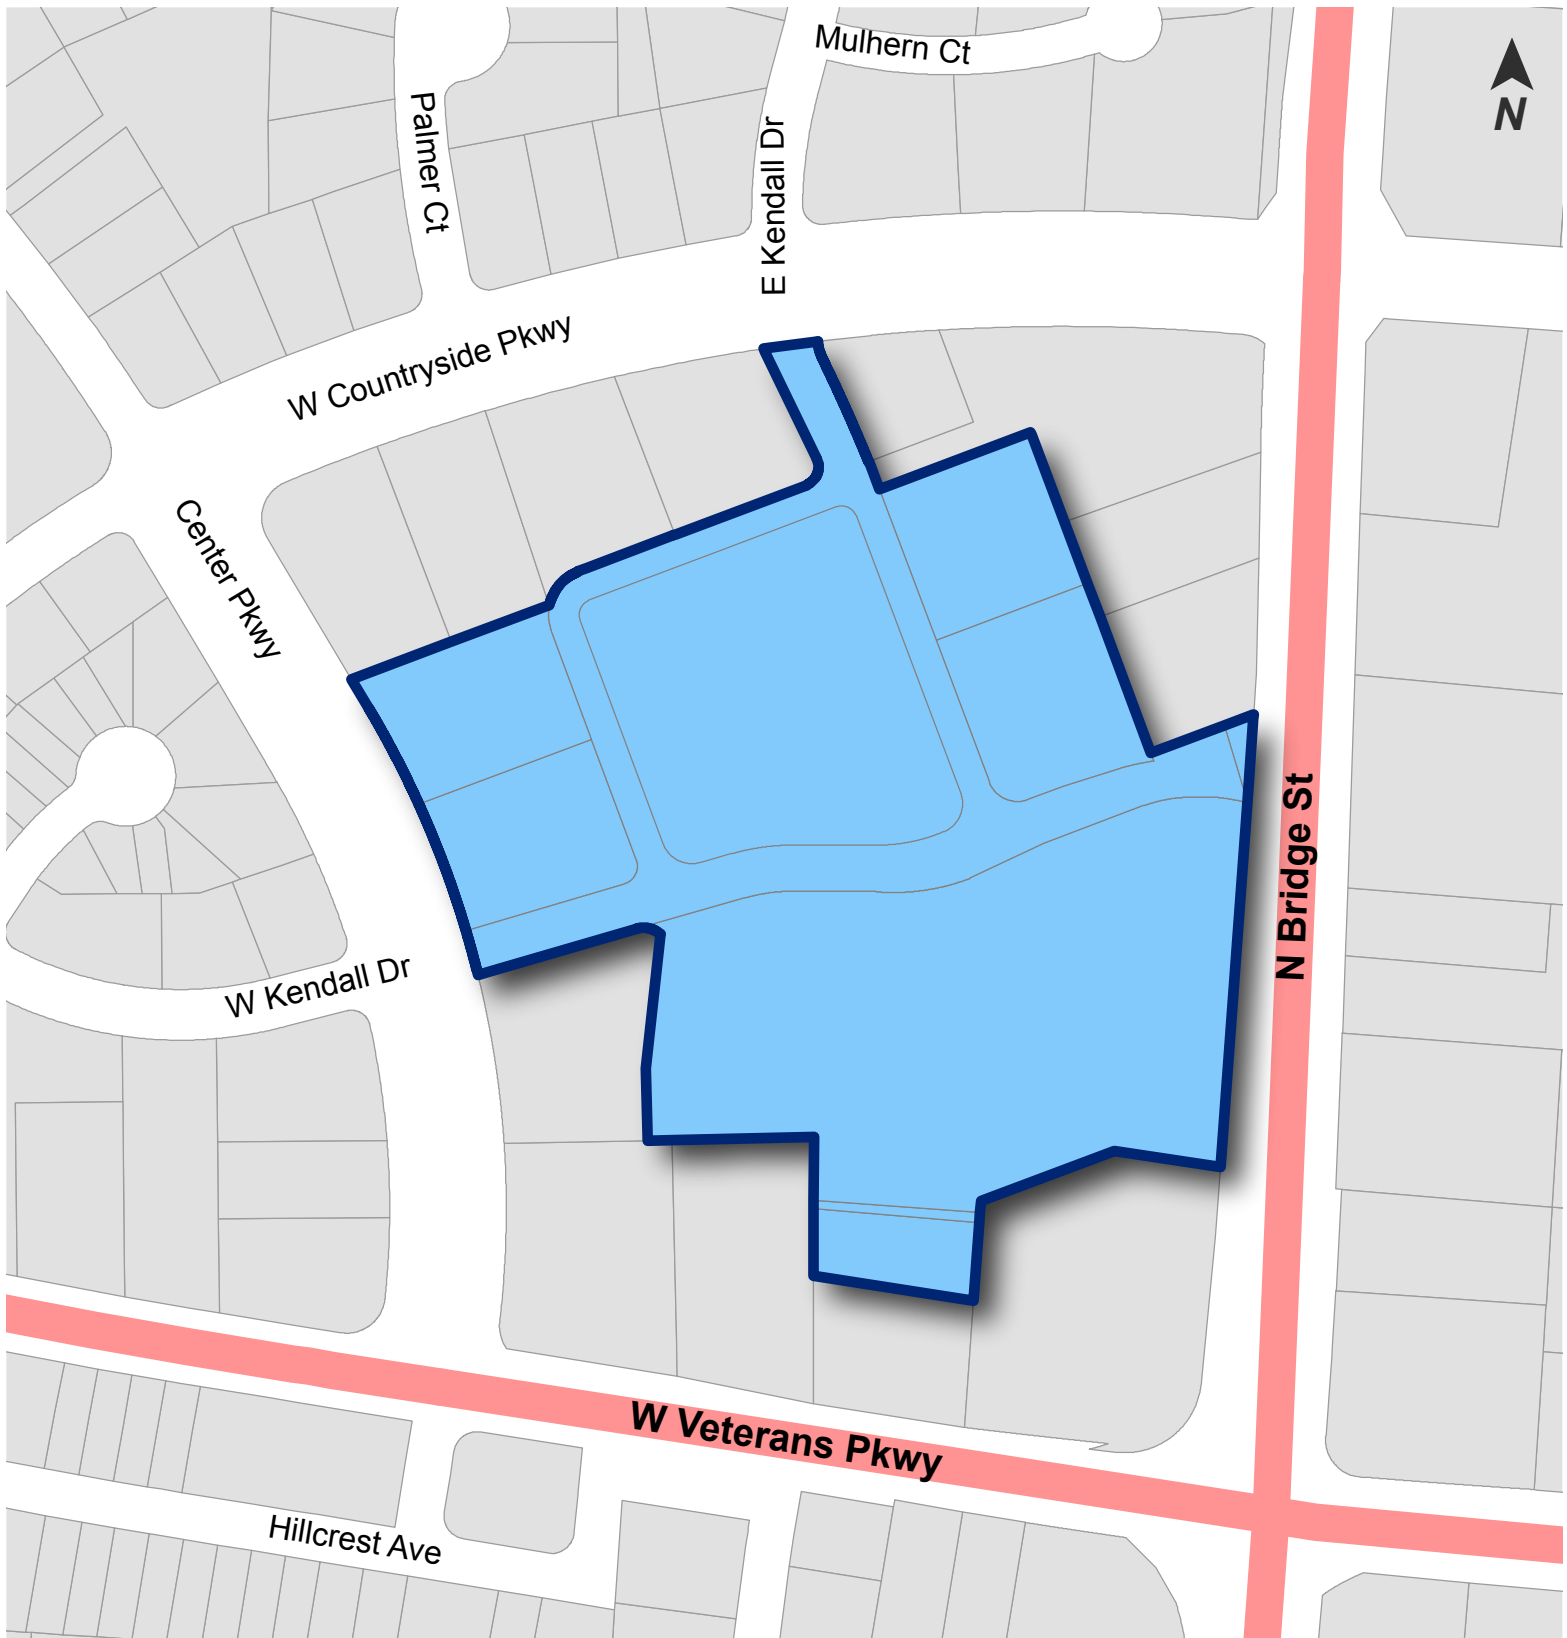 Mulhern Ct
N
Palmer Ct
E Kendall Dr
W Countryside Pkwy
Center Pkwy
N Bridge St
W Kendall Dr
W Veterans Pkwy
Hillcrest Ave